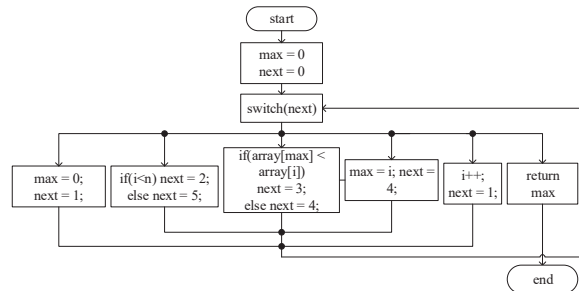 start
max = 0
next = 0
switch(next)
max = 0;
next = 1;
if(i<n) next = 2;
else next = 5;
if(array[max] <
array[i])
next = 3;
else next = 4;
max = i; next =
4;
i++;
next = 1;
return
max
end